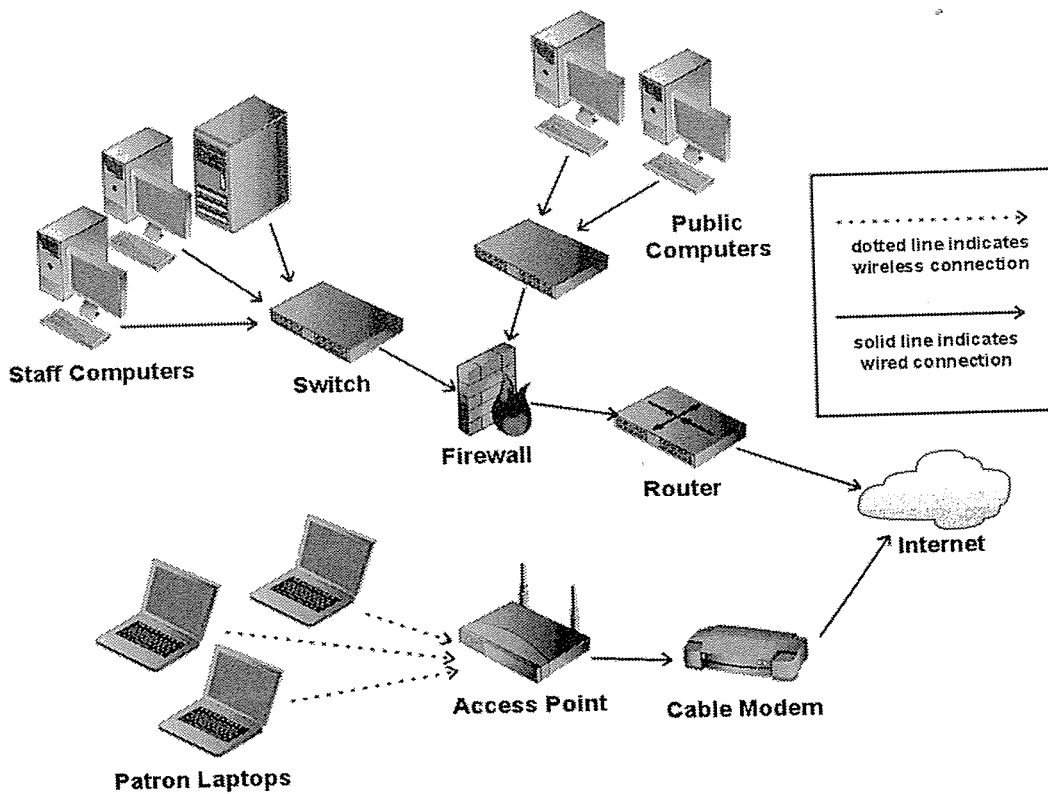 Public
Computers
dotted line indicates
wireless connection
solid line indicates
wired connection
Staff Computers
Switch
Firewall
Router
Internet
Access Point
Cable Modem
Patron Laptops